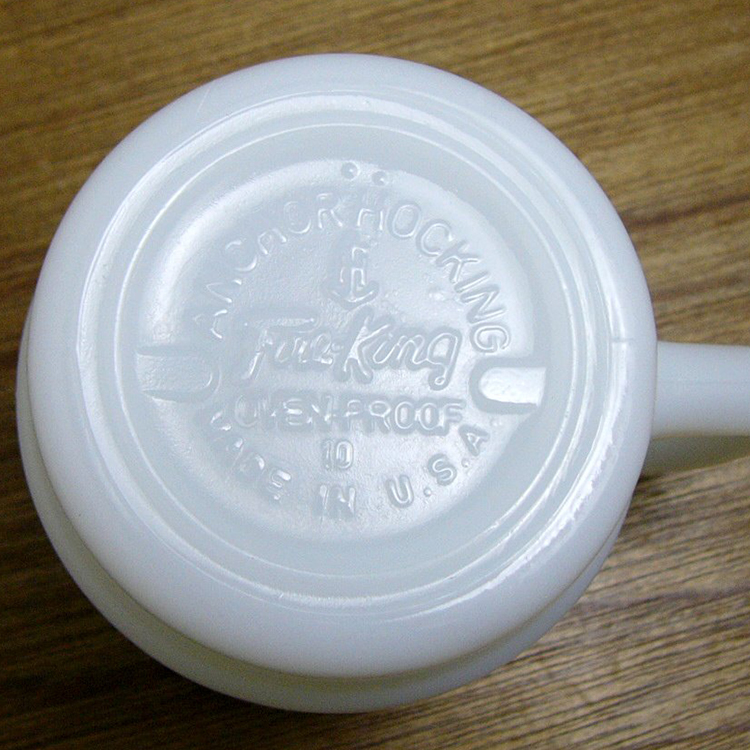 ANCHOR HOCKING
Fire-King
OVEN-PROOF
10
MADE IN U.S.A.